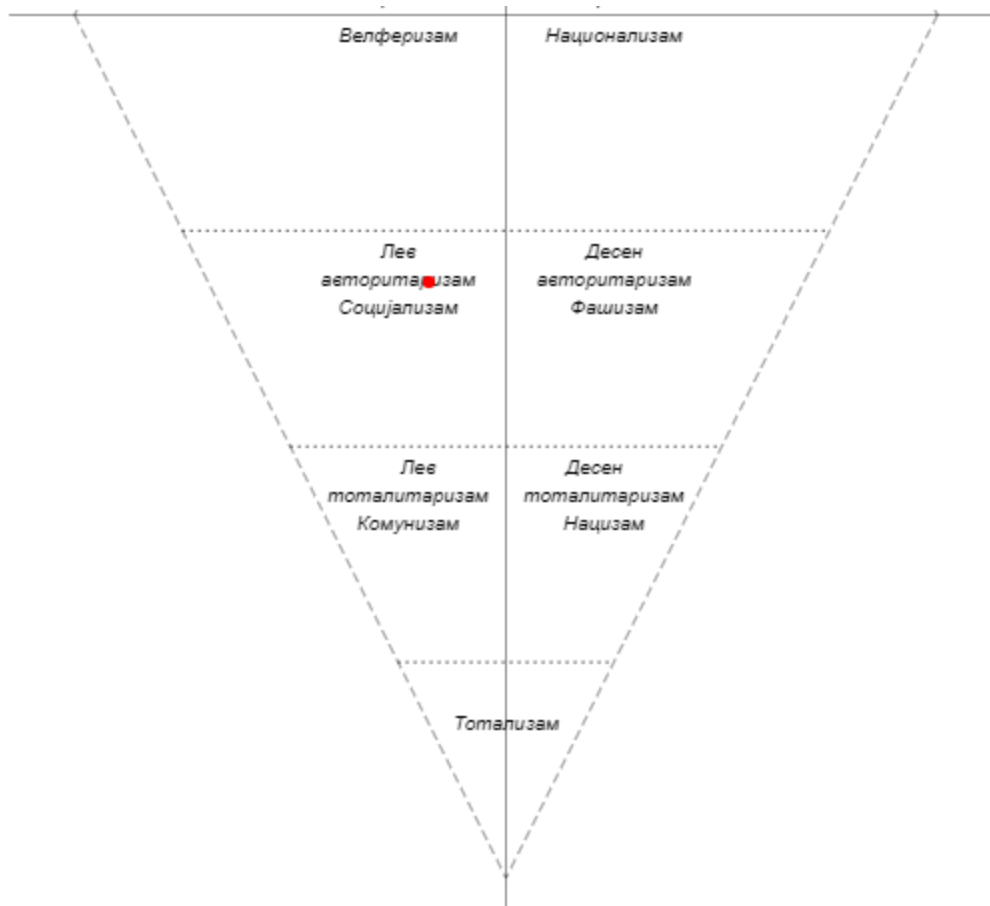 Велферизам
Национализам
Лев
авторитаризам
Социјализам
Десен
авторитаризам
Фашизам
Лев
тоталитаризам
Комунизам
Десен
тоталитаризам
Нацизам
Тотализам